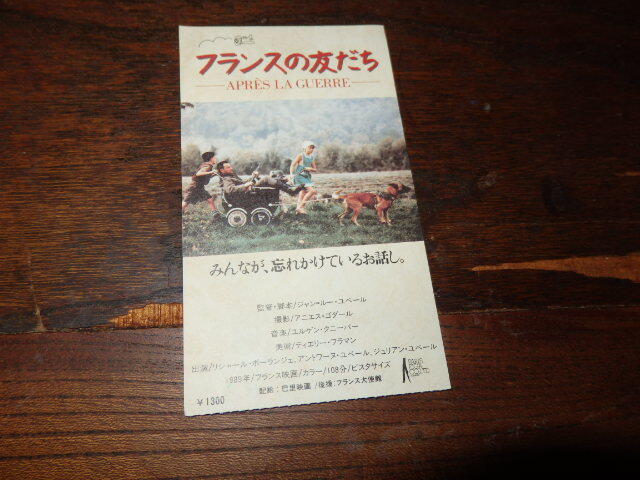 フランスの友だち
APRÈS LA GUERRE
みんなが、忘れかけているお話し。
監督・脚本/ジャン=ルー・ユベール
撮影/アニエス・ゴダール
音楽/ユルゲン・クニーパー
美術/ティエリー・フラマン
出演/リシャール・ボーランジェ、アントワーヌ・ユベール、ジュリアン・ユベール
1989年/フランス映画/カラー/108分/ビスタサイズ
配給:巴里映画/後援:フランス大使館
¥1300